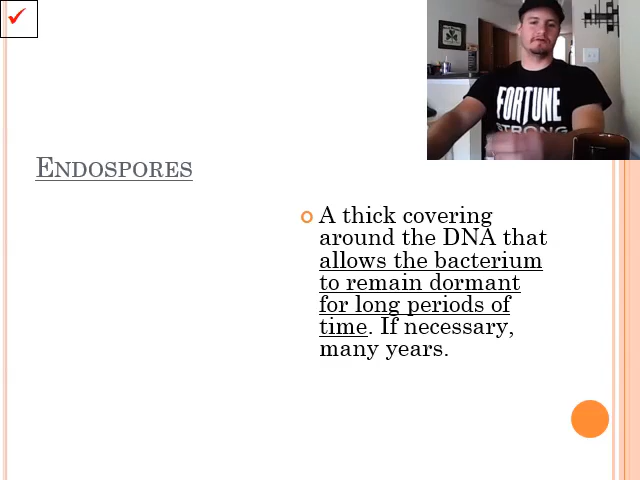 FORTUNE
STRONG
ENDOSPORES
A thick covering
around the DNA that
allows the bacterium
to remain dormant
for long periods of
time. If necessary,
many years.